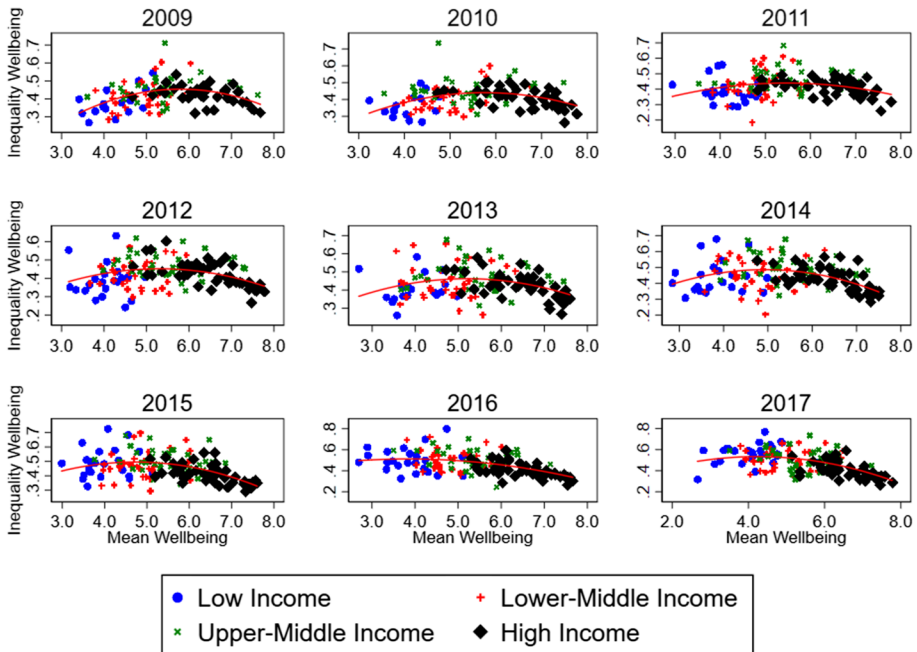 2009 2010 2011
Inequality Wellbeing
.3 .4 .5 .6 .7
3.0 4.0 5.0 6.0 7.0 8.0
.3 .4 .5 .6 .7
3.0 4.0 5.0 6.0 7.0 8.0
.2 .3 .4 .5 .6 .7
3.0 4.0 5.0 6.0 7.0 8.0
2012 2013 2014
Inequality Wellbeing
.2 .3 .4 .5 .6
3.0 4.0 5.0 6.0 7.0 8.0
.3 .4 .5 .6 .7
3.0 4.0 5.0 6.0 7.0 8.0
.2 .3 .4 .5 .6 .7
3.0 4.0 5.0 6.0 7.0 8.0
2015 2016 2017
Inequality Wellbeing
.3 .4 .5 .6 .7
3.0 4.0 5.0 6.0 7.0 8.0
Mean Wellbeing
.2 .4 .6 .8
3.0 4.0 5.0 6.0 7.0 8.0
Mean Wellbeing
.2 .4 .6 .8
2.0 4.0 6.0 8.0
Mean Wellbeing
Low Income Lower-Middle Income
Upper-Middle Income High Income